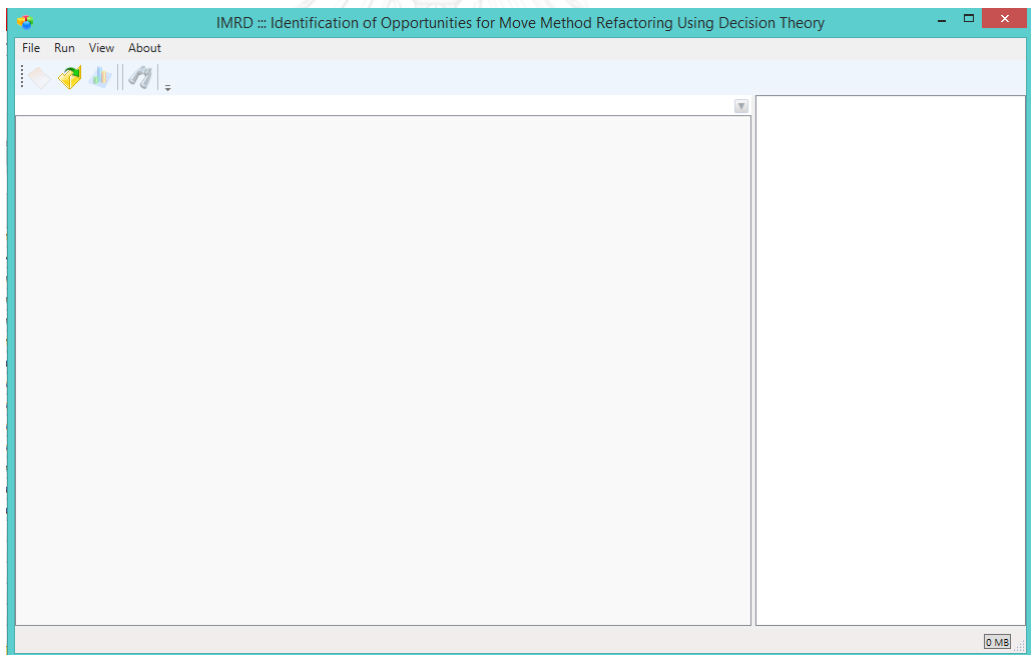 IMRD ::: Identification of Opportunities for Move Method Refactoring Using Decision Theory
File Run View About
0 MB